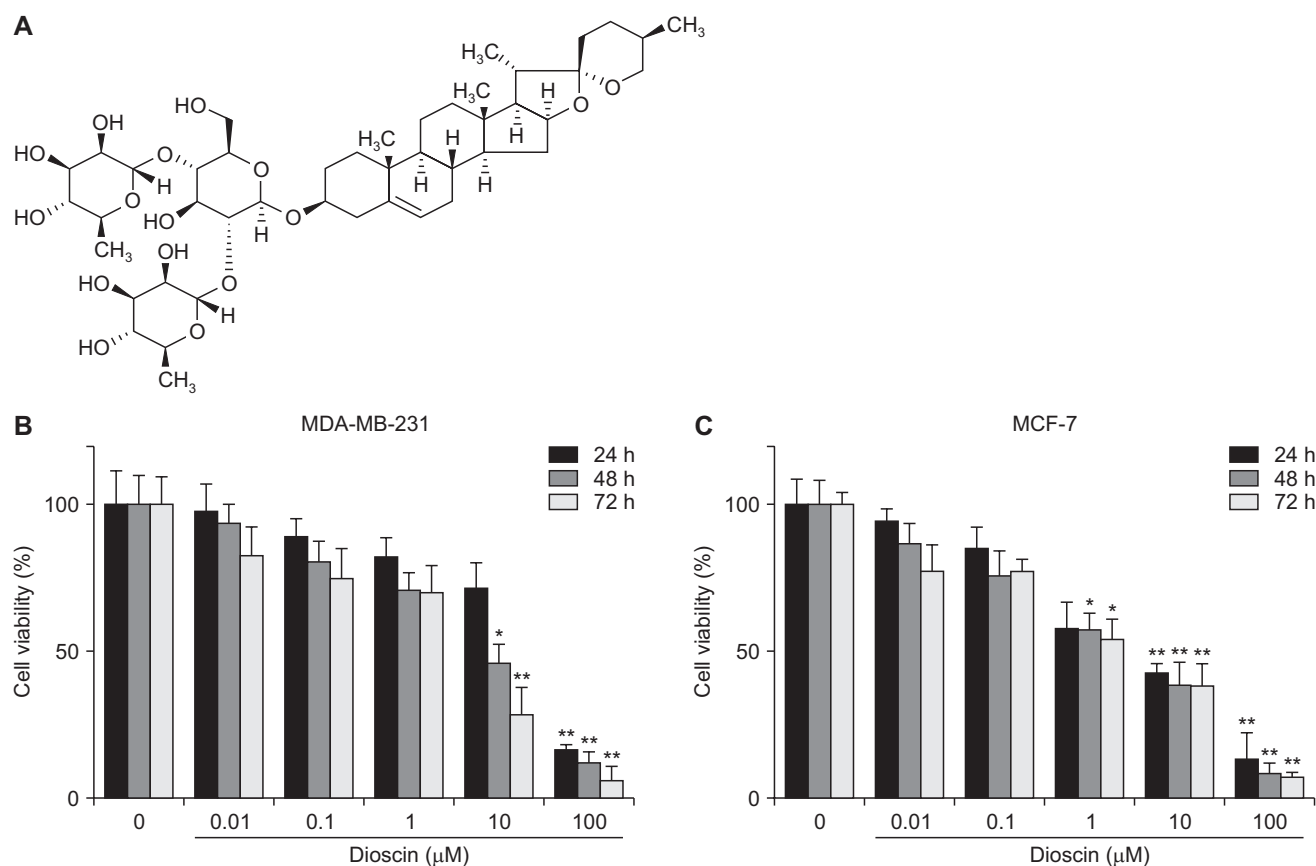 A
CH3
H3C
O
H
O
H3C
H
HO
OH
H3C
H
HO
O
O
H
H
H
HO
O
H
HO
O
HO
H
CH3
OH
O
HO
HO
O
H
HO
CH3
B
MDA-MB-231
24 h
48 h
72 h
Cell viability (%)
100
50
0
*
**
** ** **
0 0.01 0.1 1 10 100
Dioscin (μM)
C
MCF-7
24 h
48 h
72 h
Cell viability (%)
100
50
0
* *
** ** **
** ** **
0 0.01 0.1 1 10 100
Dioscin (μM)